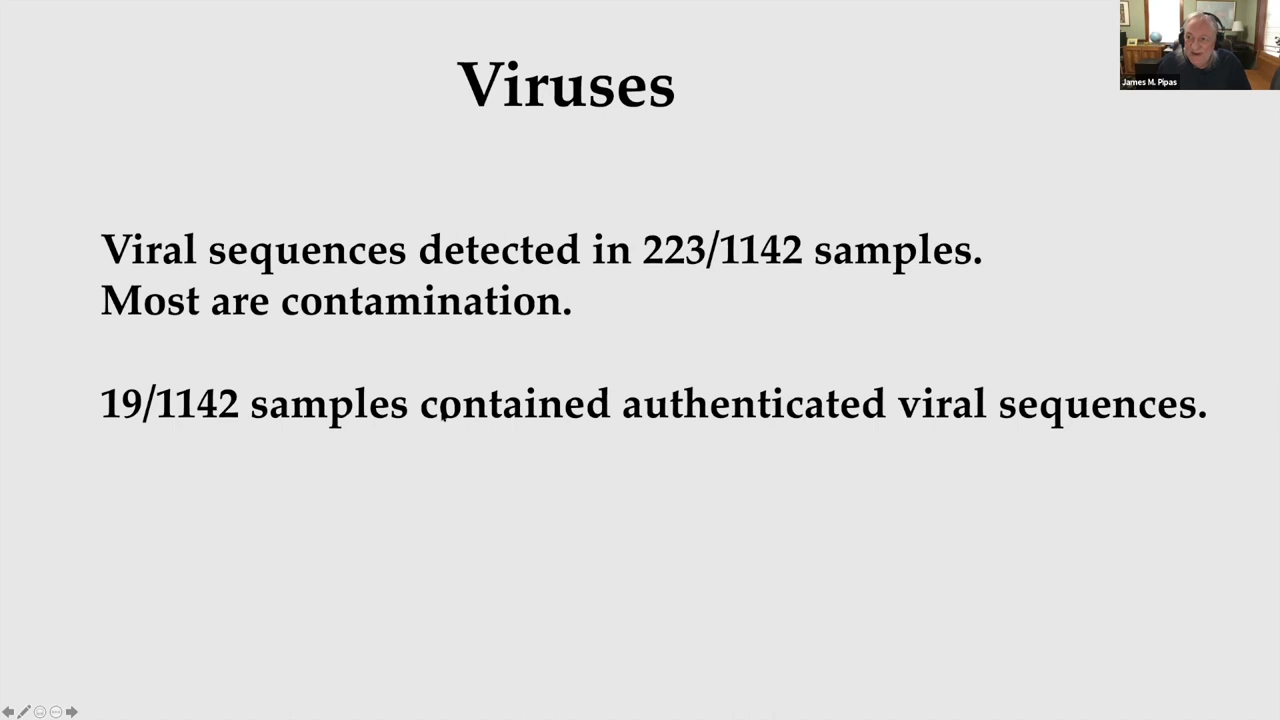 Viruses
James M. Pipas
Viral sequences detected in 223/1142 samples.
Most are contamination.
19/1142 samples contained authenticated viral sequences.